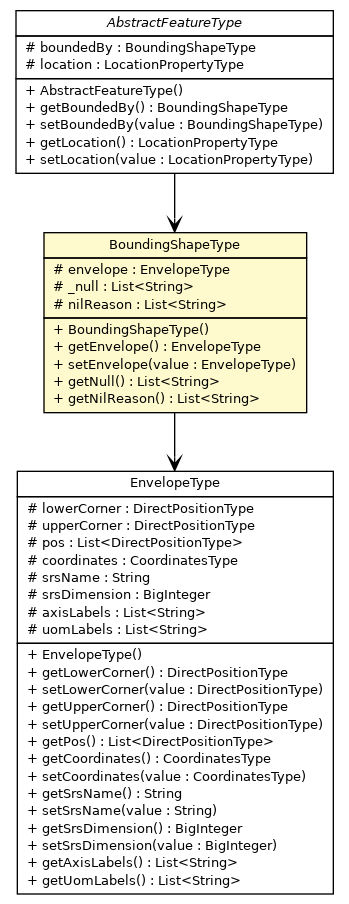 AbstractFeatureType
# boundedBy : BoundingShapeType
# location : LocationPropertyType
+ AbstractFeatureType()
+ getBoundedBy() : BoundingShapeType
+ setBoundedBy(value : BoundingShapeType)
+ getLocation() : LocationPropertyType
+ setLocation(value : LocationPropertyType)
BoundingShapeType
# envelope : EnvelopeType
# _null : List<String>
# nilReason : List<String>
+ BoundingShapeType()
+ getEnvelope() : EnvelopeType
+ setEnvelope(value : EnvelopeType)
+ getNull() : List<String>
+ getNilReason() : List<String>
EnvelopeType
# lowerCorner : DirectPositionType
# upperCorner : DirectPositionType
# pos : List<DirectPositionType>
# coordinates : CoordinatesType
# srsName : String
# srsDimension : BigInteger
# axisLabels : List<String>
# uomLabels : List<String>
+ EnvelopeType()
+ getLowerCorner() : DirectPositionType
+ setLowerCorner(value : DirectPositionType)
+ getUpperCorner() : DirectPositionType
+ setUpperCorner(value : DirectPositionType)
+ getPos() : List<DirectPositionType>
+ getCoordinates() : CoordinatesType
+ setCoordinates(value : CoordinatesType)
+ getSrsName() : String
+ setSrsName(value : String)
+ getSrsDimension() : BigInteger
+ setSrsDimension(value : BigInteger)
+ getAxisLabels() : List<String>
+ getUomLabels() : List<String>